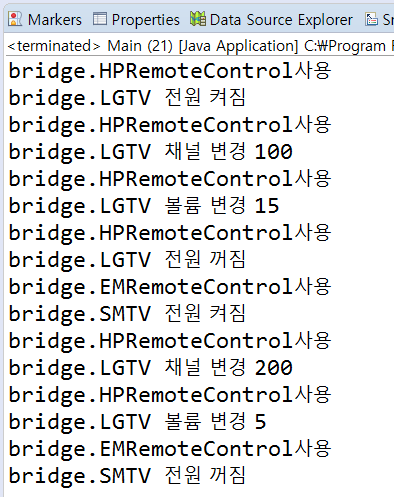 Markers Properties Data Source Explorer
<terminated> Main (21) [Java Application] C:₩Program
bridge.HPRemoteControl사용
bridge.LGTV 전원 켜짐
bridge.HPRemoteControl사용
bridge.LGTV 채널 변경 100
bridge.HPRemoteControl사용
bridge.LGTV 볼륨 변경 15
bridge.HPRemoteControl사용
bridge.LGTV 전원 꺼짐
bridge.EMRemoteControl사용
bridge.SMTV 전원 켜짐
bridge.HPRemoteControl사용
bridge.LGTV 채널 변경 200
bridge.HPRemoteControl사용
bridge.LGTV 볼륨 변경 5
bridge.EMRemoteControl사용
bridge.SMTV 전원 꺼짐